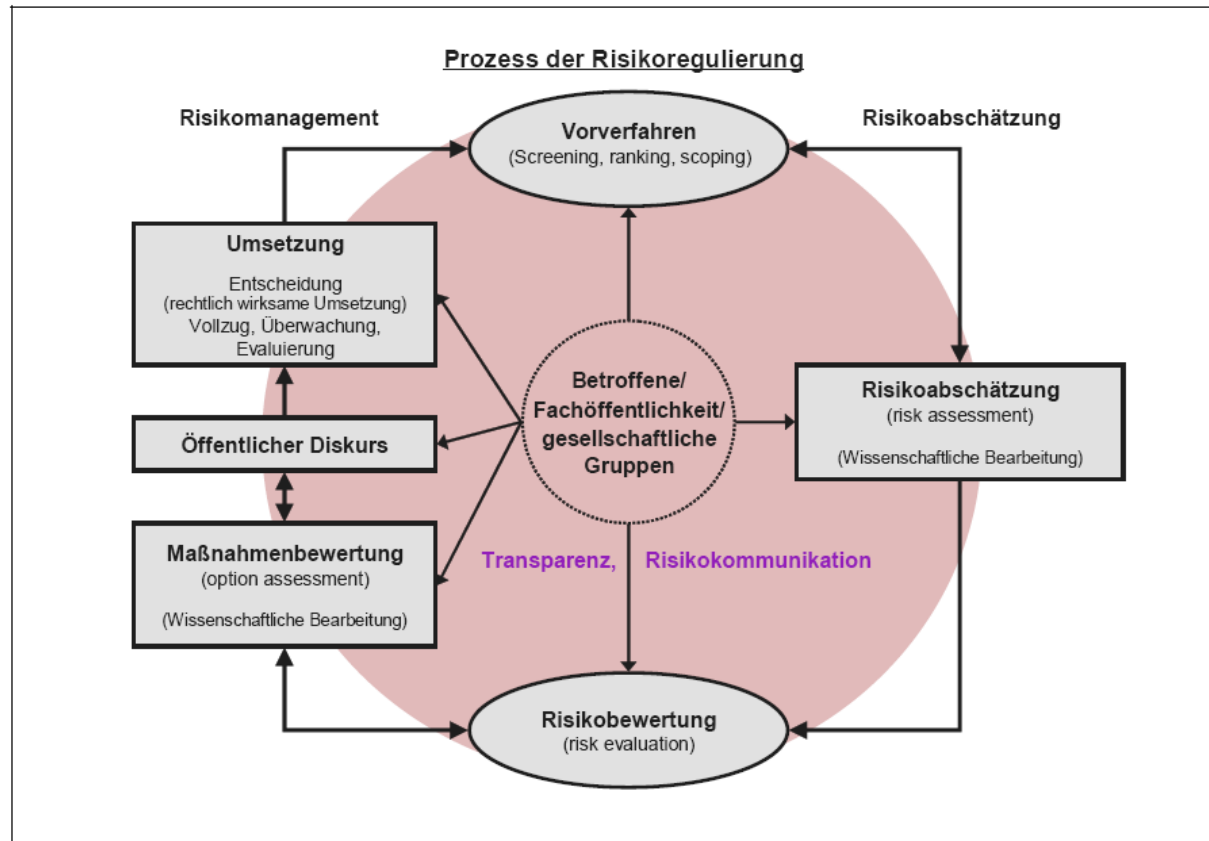 Prozess der Risikoregulierung
Risikomanagement
Risikoabschätzung
Vorverfahren
(Screening, ranking, scoping)
Umsetzung
Entscheidung
(rechtlich wirksame Umsetzung)
Vollzug, Überwachung,
Evaluierung
Betroffene/
Fachöffentlichkeit/
gesellschaftliche
Gruppen
Risikoabschätzung
(risk assessment)
(Wissenschaftliche Bearbeitung)
Öffentlicher Diskurs
Maßnahmenbewertung
(option assessment)
(Wissenschaftliche Bearbeitung)
Transparenz, Risikokommunikation
Risikobewertung
(risk evaluation)